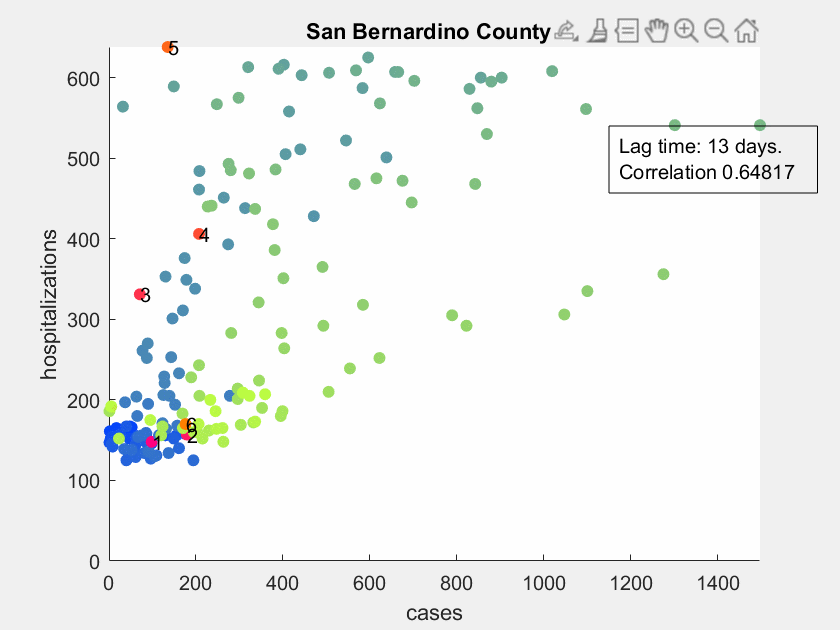 San Bernardino County
hospitalizations
600
500
400
300
200
100
0
5
4
3
6
2
1
Lag time: 13 days.
Correlation 0.64817
0 200 400 600 800 1000 1200 1400
cases